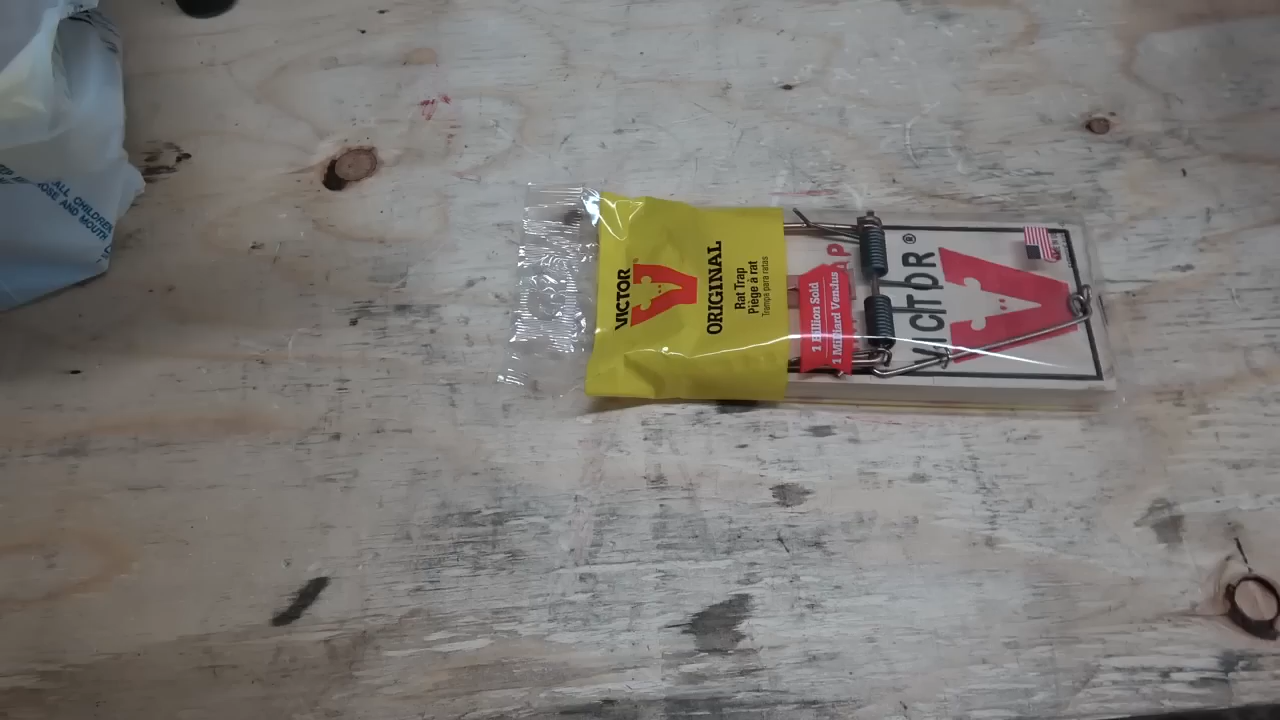 VICTOR
ORIGINAL
Rat Trap
Piège à rat
Trampa para ratas
1 Billion Sold
1 Milliard Vendus
AP
VICTOR®
ALL CHILDREN
NOSE AND MOUTH